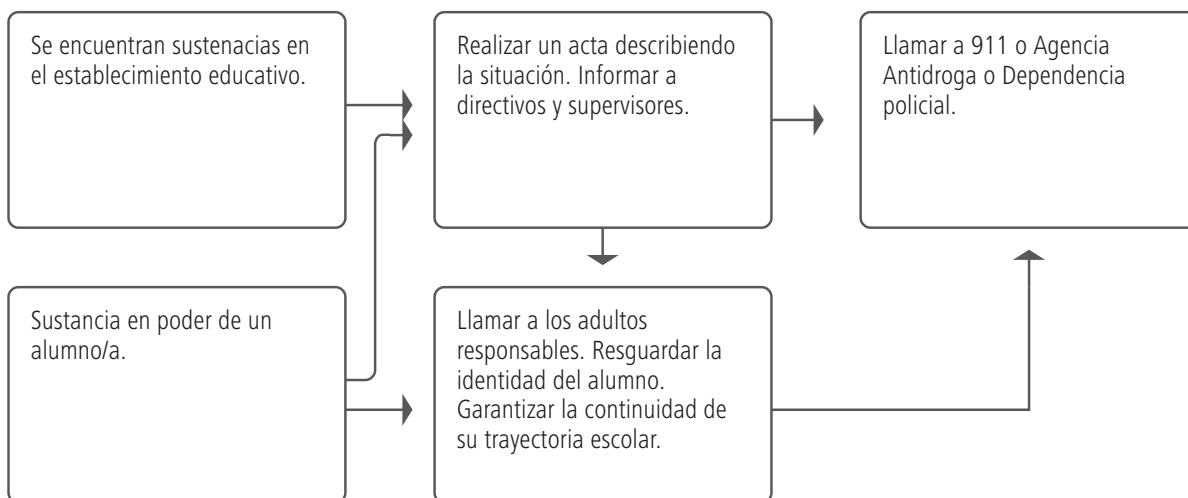 Se encuentran sustenacias en
el establecimiento educativo.
Realizar un acta describiendo
la situación. Informar a
directivos y supervisores.
Llamar a 911 o Agencia
Antidroga o Dependencia
policial.
Sustancia en poder de un
alumno/a.
Llamar a los adultos
responsables. Resguardar la
identidad del alumno.
Garantizar la continuidad de
su trayectoria escolar.